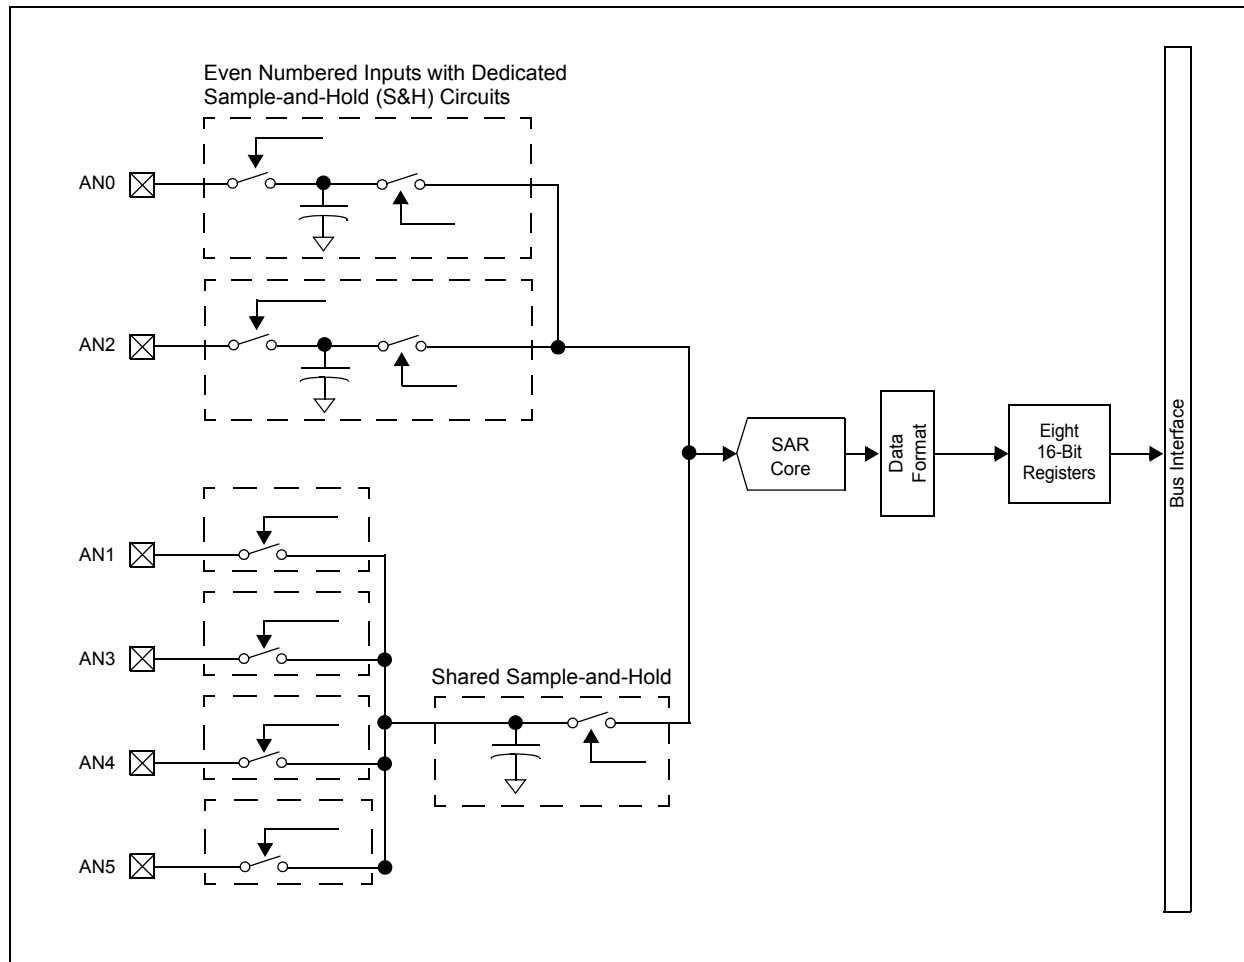 Even Numbered Inputs with Dedicated
Sample-and-Hold (S&H) Circuits
AN0
AN2
SAR
Core
Data
Format
Eight
16-Bit
Registers
Bus Interface
AN1
AN3
Shared Sample-and-Hold
AN4
AN5